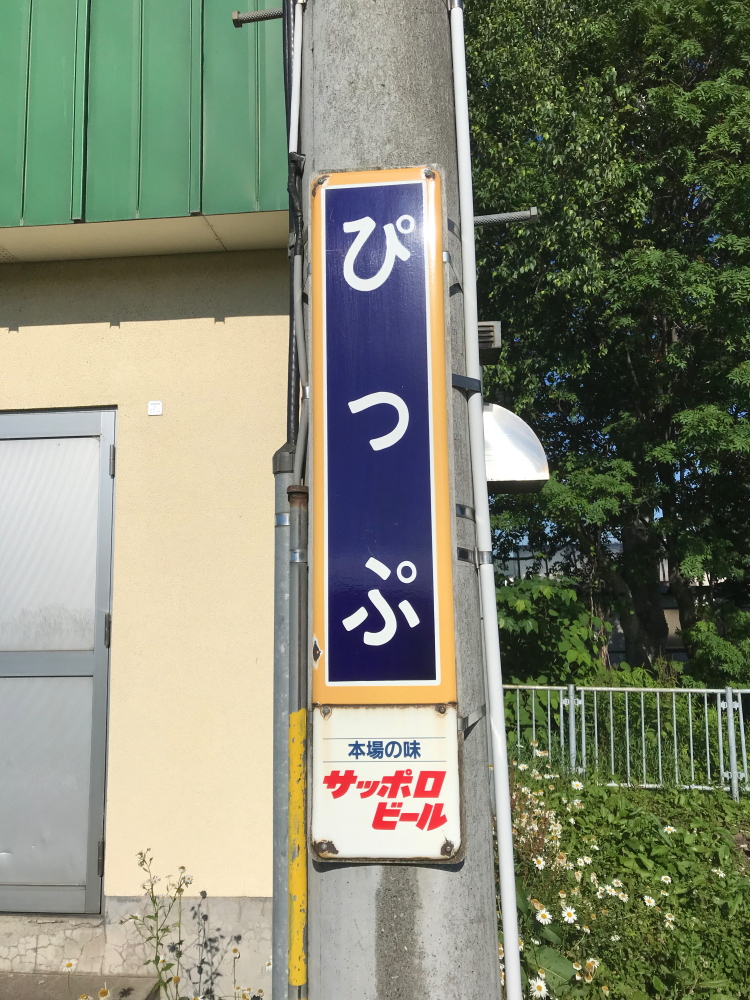 ぴっぷ
本場の味
サッポロ
ビール